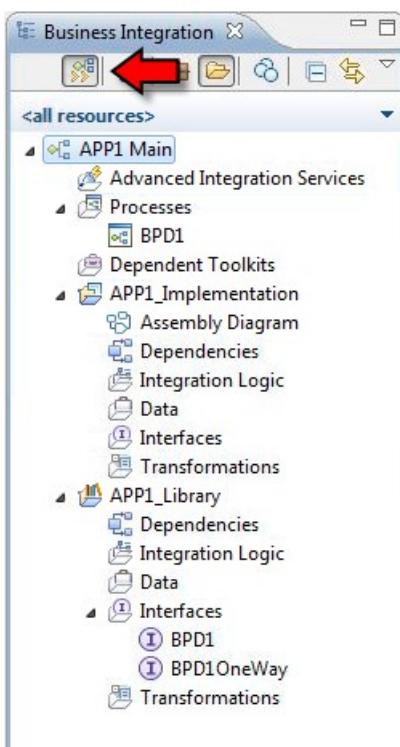 Business Integration
<all resources>
APP1 Main
Advanced Integration Services
Processes
BPD1
Dependent Toolkits
APP1_Implementation
Assembly Diagram
Dependencies
Integration Logic
Data
Interfaces
Transformations
APP1_Library
Dependencies
Integration Logic
Data
Interfaces
BPD1
BPD1OneWay
Transformations